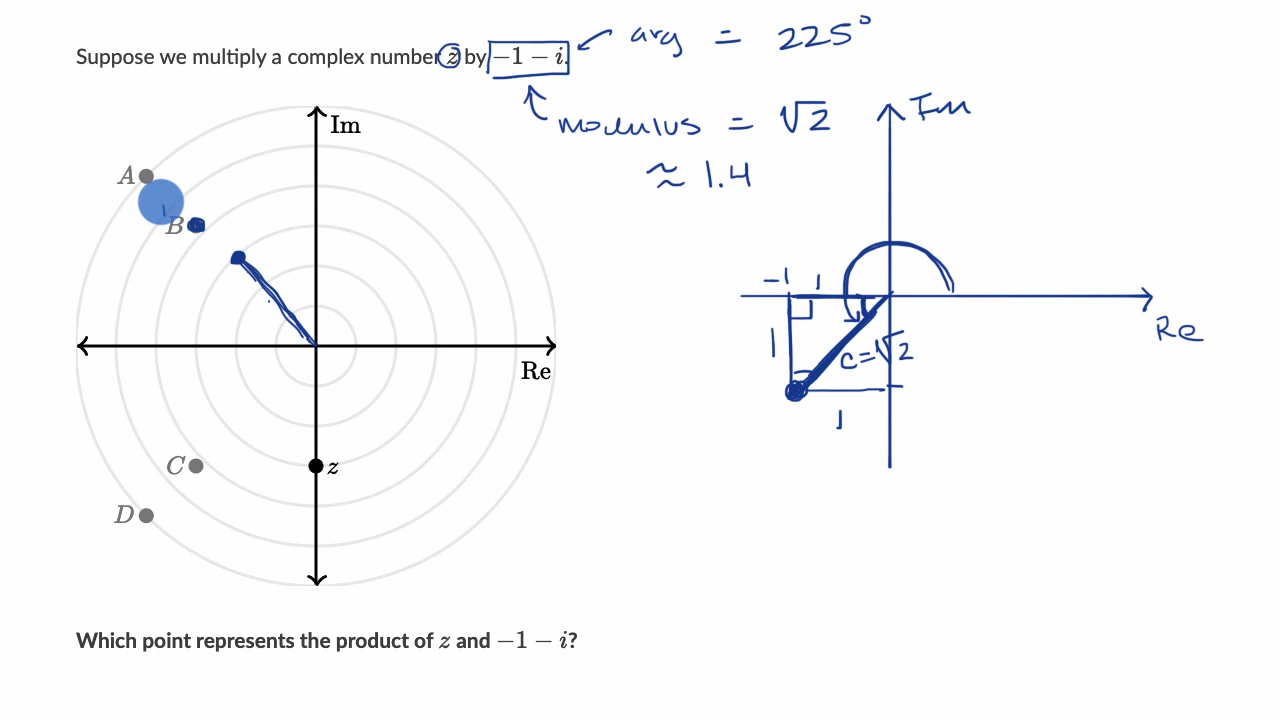 Suppose we multiply a complex number z by −1 − i.
arg = 225°
modulus = √2
≈ 1.4
Im
A
B
Re
C
z
D
Im
−1
1
1
c=√2
1
Re
Which point represents the product of z and −1 − i?